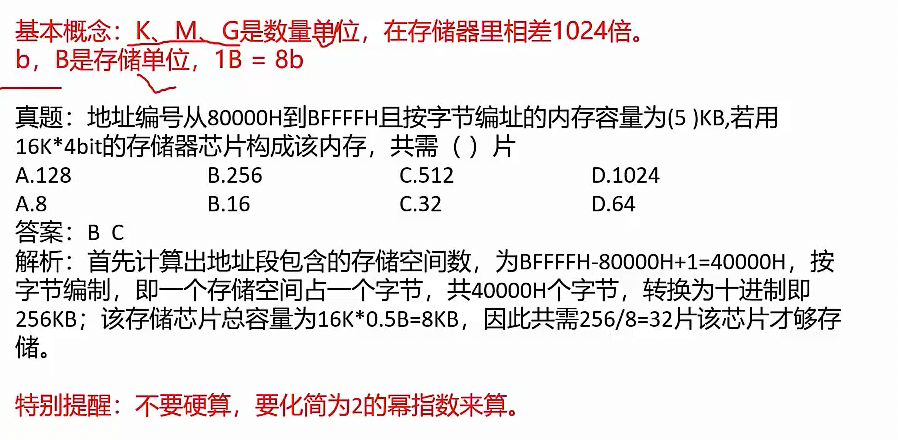 基本概念：K、M、G是数量单位，在存储器里相差1024倍。
b，B是存储单位，1B = 8b
真题：地址编号从80000H到BFFFFH且按字节编址的内存容量为(5 )KB,若用
16K*4bit的存储器芯片构成该内存，共需（ ）片
A.128 B.256 C.512 D.1024
A.8 B.16 C.32 D.64
答案：B C
解析：首先计算出地址段包含的存储空间数，为BFFFFH-80000H+1=40000H，按
字节编制，即一个存储空间占一个字节，共40000H个字节，转换为十进制即
256KB；该存储芯片总容量为16K*0.5B=8KB，因此共需256/8=32片该芯片才够存
储。
特别提醒：不要硬算，要化简为2的幂指数来算。